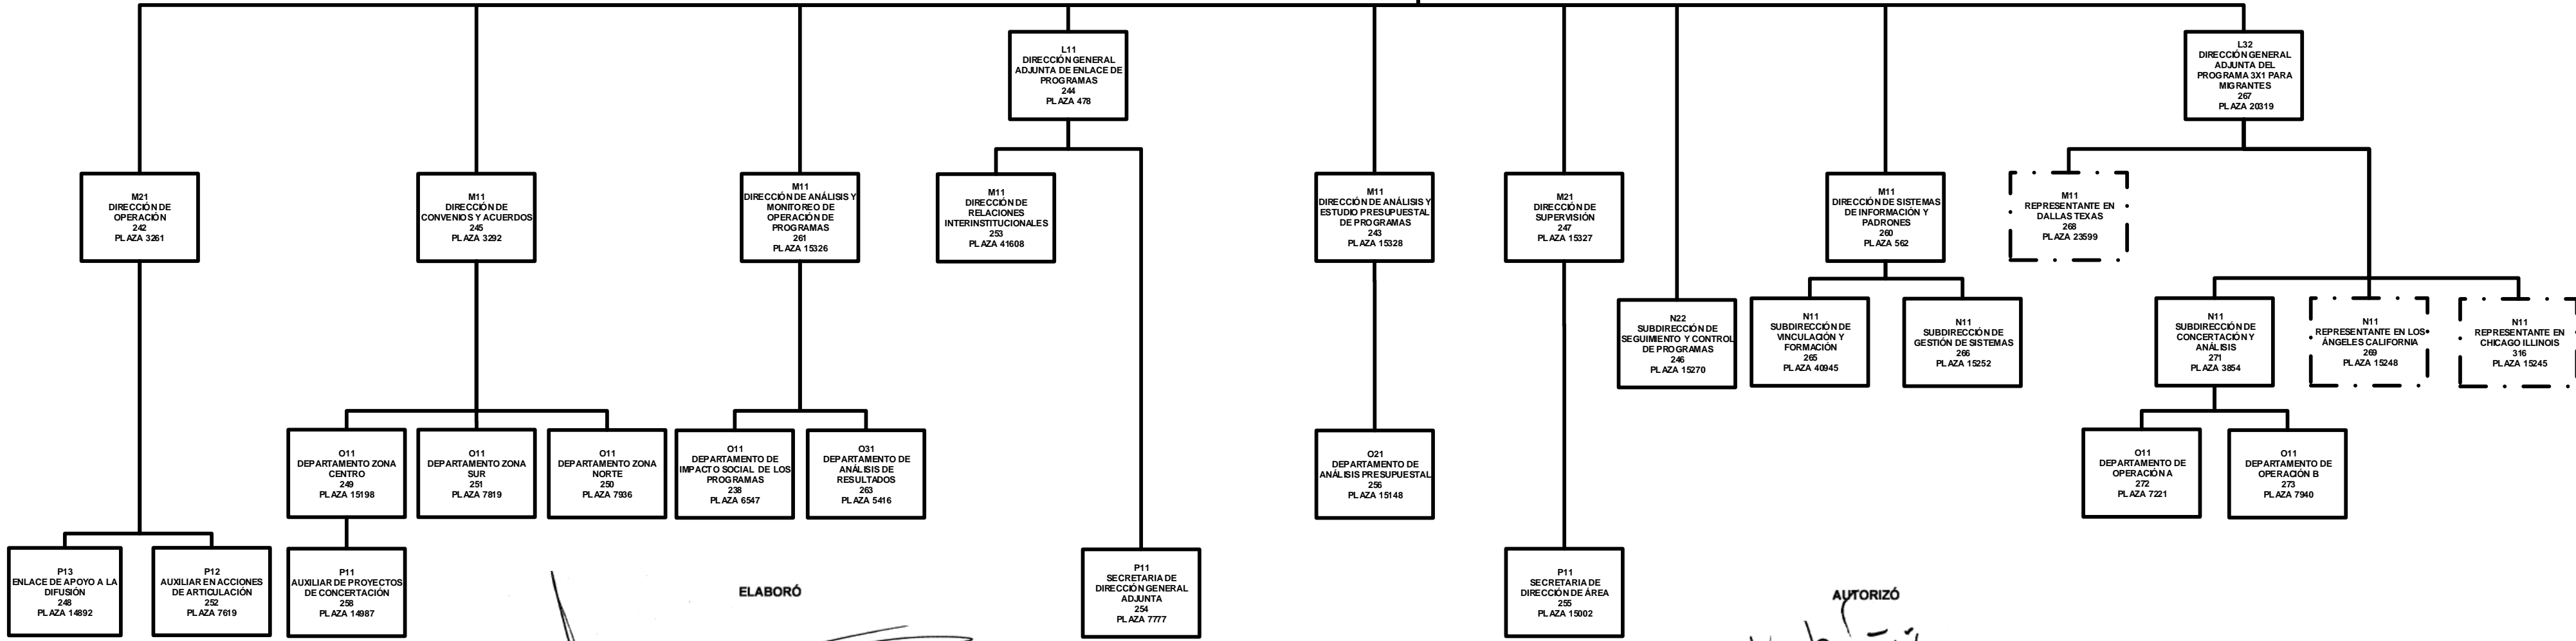 L11
DIRECCIÓN GENERAL
ADJUNTA DE ENLACE DE
PROGRAMAS
244
PLAZA 478
L32
DIRECCIÓN GENERAL
ADJUNTA DEL
PROGRAMA 3X1 PARA
MIGRANTES
267
PLAZA 20319
M21
DIRECCIÓN DE
OPERACIÓN
242
PLAZA 3261
M11
DIRECCIÓN DE
CONVENIOS Y ACUERDOS
245
PLAZA 3292
M11
DIRECCIÓN DE ANÁLISIS Y
MONITOREO DE
OPERACIÓN DE
PROGRAMAS
261
PLAZA 15326
M11
DIRECCIÓN DE
RELACIONES
INTERINSTITUCIONALES
253
PLAZA 41608
M11
DIRECCIÓN DE ANÁLISIS Y
ESTUDIO PRESUPUESTAL
DE PROGRAMAS
243
PLAZA 15328
M21
DIRECCIÓN DE
SUPERVISIÓN
247
PLAZA 15327
M11
DIRECCIÓN DE SISTEMAS
DE INFORMACIÓN Y
PADRONES
260
PLAZA 562
M11
REPRESENTANTE EN
DALLAS TEXAS
268
PLAZA 23599
N22
SUBDIRECCIÓN DE
SEGUIMIENTO Y CONTROL
DE PROGRAMAS
246
PLAZA 15270
N11
SUBDIRECCIÓN DE
VINCULACIÓN Y
FORMACIÓN
265
PLAZA 40945
N11
SUBDIRECCIÓN DE
GESTIÓN DE SISTEMAS
266
PLAZA 15252
N11
SUBDIRECCIÓN DE
CONCERTACIÓN Y
ANÁLISIS
271
PLAZA 3854
N11
REPRESENTANTE EN LOS
ÁNGELES CALIFORNIA
269
PLAZA 15248
N11
REPRESENTANTE EN
CHICAGO ILLINOIS
316
PLAZA 15245
O11
DEPARTAMENTO ZONA
CENTRO
249
PLAZA 15198
O11
DEPARTAMENTO ZONA
SUR
251
PLAZA 7819
O11
DEPARTAMENTO ZONA
NORTE
250
PLAZA 7936
O11
DEPARTAMENTO DE
IMPACTO SOCIAL DE LOS
PROGRAMAS
238
PLAZA 6547
O31
DEPARTAMENTO DE
ANÁLISIS DE
RESULTADOS
263
PLAZA 5416
O21
DEPARTAMENTO DE
ANÁLISIS PRESUPUESTAL
256
PLAZA 15148
O11
DEPARTAMENTO DE
OPERACIÓN A
272
PLAZA 7221
O11
DEPARTAMENTO DE
OPERACIÓN B
273
PLAZA 7940
P13
ENLACE DE APOYO A LA
DIFUSIÓN
248
PLAZA 14892
P12
AUXILIAR EN ACCIONES
DE ARTICULACIÓN
252
PLAZA 7619
P11
AUXILIAR DE PROYECTOS
DE CONCERTACIÓN
258
PLAZA 14987
P11
SECRETARIA DE
DIRECCIÓN GENERAL
ADJUNTA
254
PLAZA 7777
P11
SECRETARIA DE
DIRECCIÓN DE ÁREA
255
PLAZA 15002
ELABORÓ
AUTORIZÓ